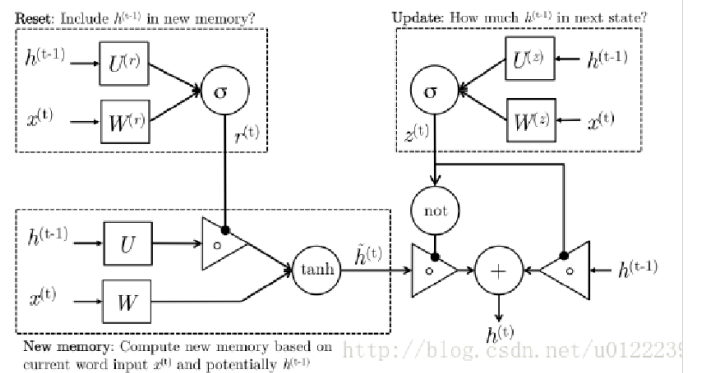 Reset: Include h(t-1) in new memory?
Update: How much h(t-1) in next state?
h(t-1) U(r)
σ
x(t) W(r)
r(t)
U(z) h(t-1)
σ
W(z) x(t)
z(t)
not
h(t-1) U
x(t) W
tanh
h̃(t)
+
h(t-1)
h(t)
New memory: Compute new memory based on
current word input x(t) and potentially h(t-1)
http://blog.csdn.net/u0122239